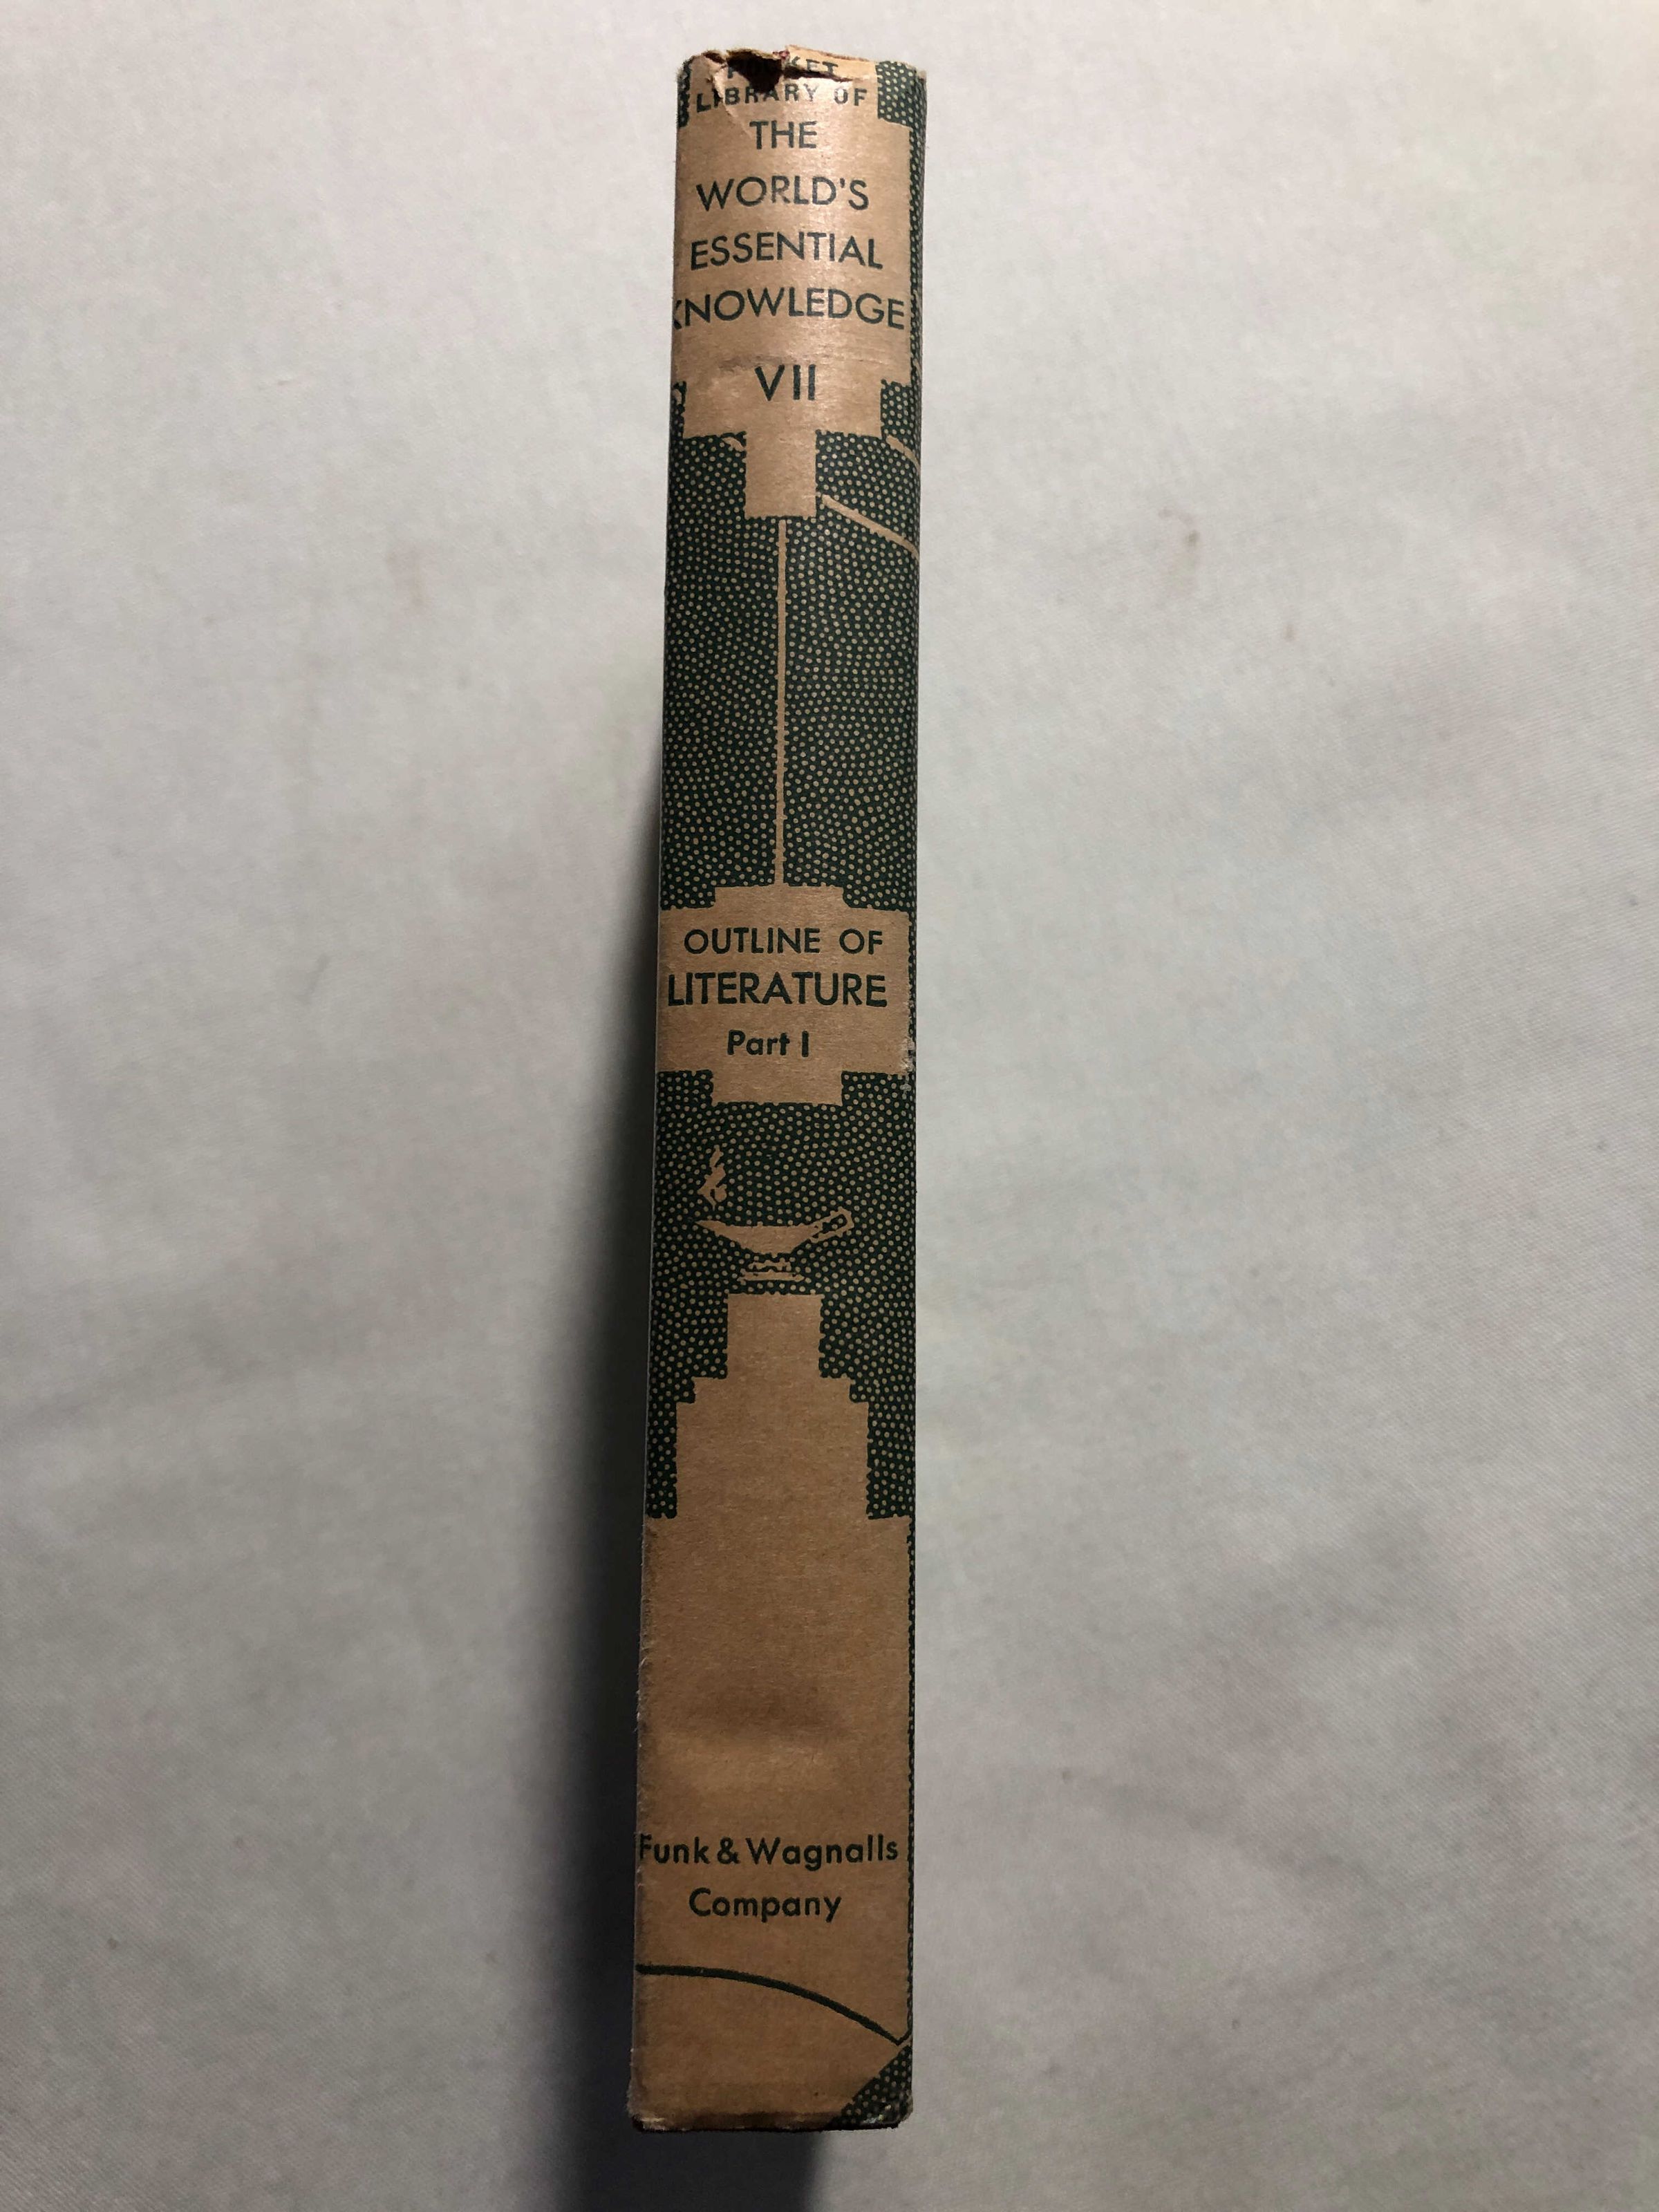 LIBRARY OF
THE
WORLD'S
ESSENTIAL
KNOWLEDGE
VII
OUTLINE OF
LITERATURE
Part I
Funk & Wagnalls
Company